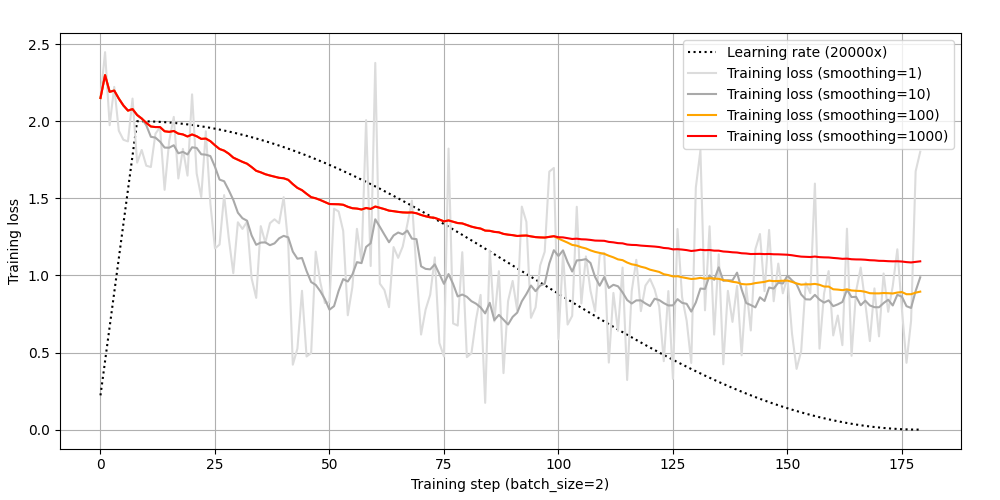 2.5
2.0
1.5
1.0
0.5
0.0
Training loss
Learning rate (20000x)
Training loss (smoothing=1)
Training loss (smoothing=10)
Training loss (smoothing=100)
Training loss (smoothing=1000)
0 25 50 75 100 125 150 175
Training step (batch_size=2)